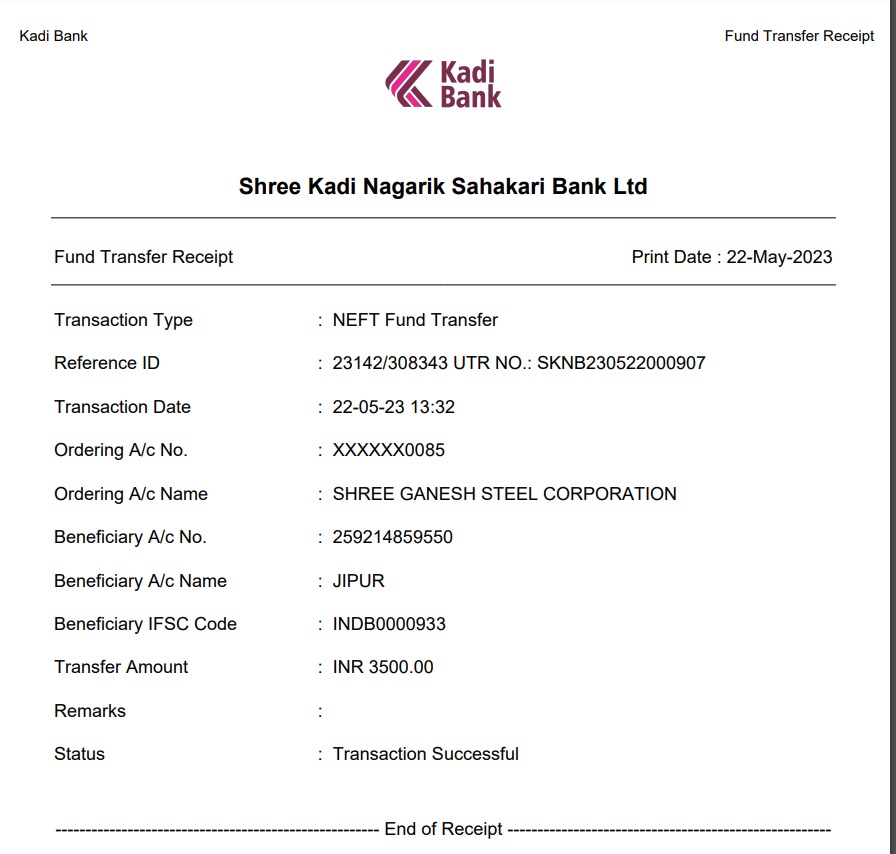 Kadi Bank Fund Transfer Receipt
Kadi
Bank
Shree Kadi Nagarik Sahakari Bank Ltd
Fund Transfer Receipt Print Date : 22-May-2023
Transaction Type : NEFT Fund Transfer
Reference ID : 23142/308343 UTR NO.: SKNB230522000907
Transaction Date : 22-05-23 13:32
Ordering A/c No. : XXXXXX0085
Ordering A/c Name : SHREE GANESH STEEL CORPORATION
Beneficiary A/c No. : 259214859550
Beneficiary A/c Name : JIPUR
Beneficiary IFSC Code : INDB0000933
Transfer Amount : INR 3500.00
Remarks :
Status : Transaction Successful
------------------------------------------------------ End of Receipt ------------------------------------------------------